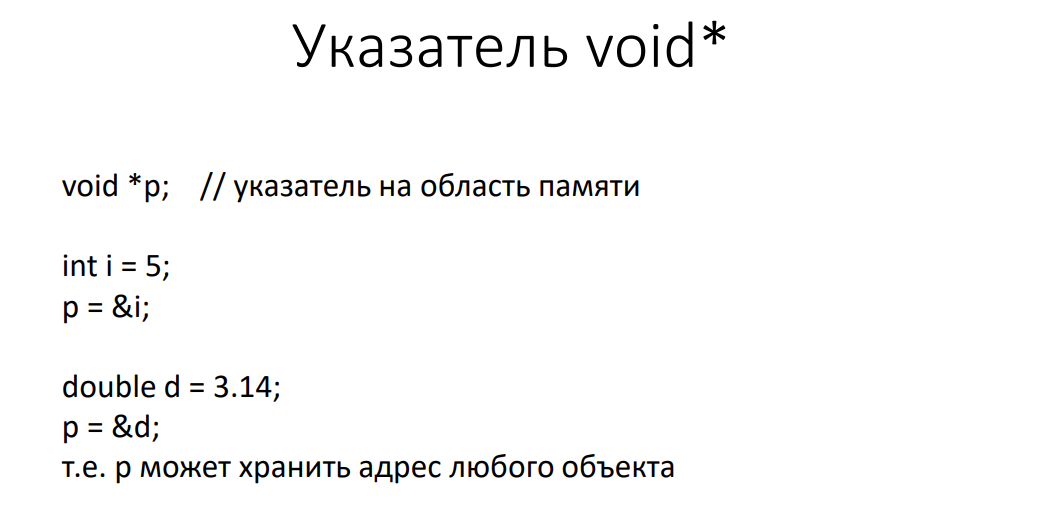 Указатель void*
void *p; // указатель на область памяти
int i = 5;
p = &i;
double d = 3.14;
p = &d;
т.е. p может хранить адрес любого объекта